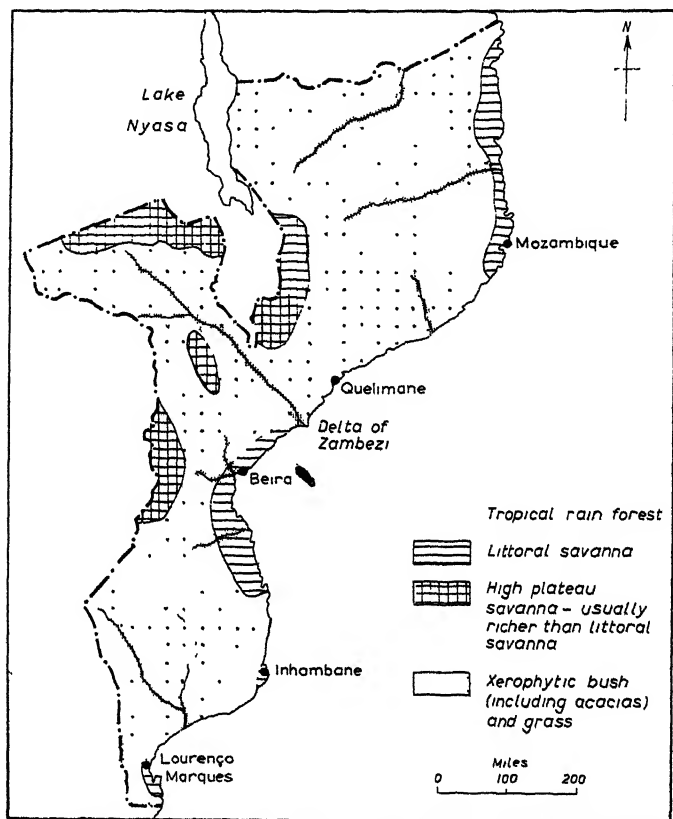 N
Lake
Nyasa
Mozambique
Quelimane
Delta of
Zambezi
Beira
Tropical rain forest
Littoral savanna
High plateau
savanna – usually
richer than littoral
savanna
Inhambane
Xerophytic bush
(including acacias)
and grass
Lourenço
Marques
Miles
0 100 200